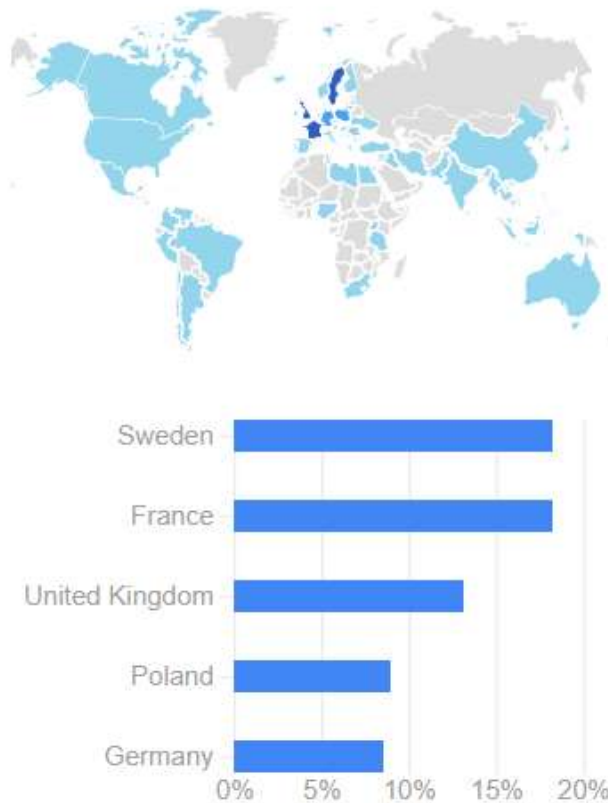 Sweden
France
United Kingdom
Poland
Germany
0% 5% 10% 15% 20%